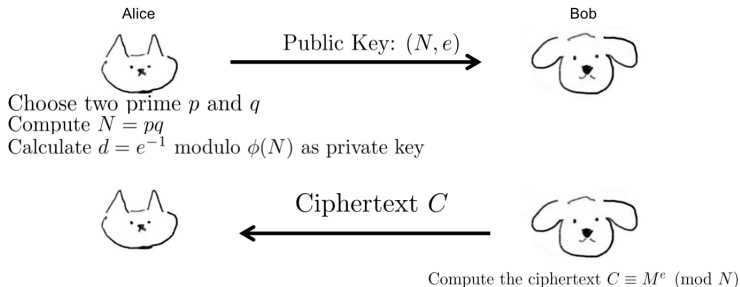 Alice
Bob
Public Key: (N, e)
Choose two prime p and q
Compute N = pq
Calculate d = e⁻¹ modulo ϕ(N) as private key
Ciphertext C
Compute the ciphertext C ≡ Mᵉ (mod N)